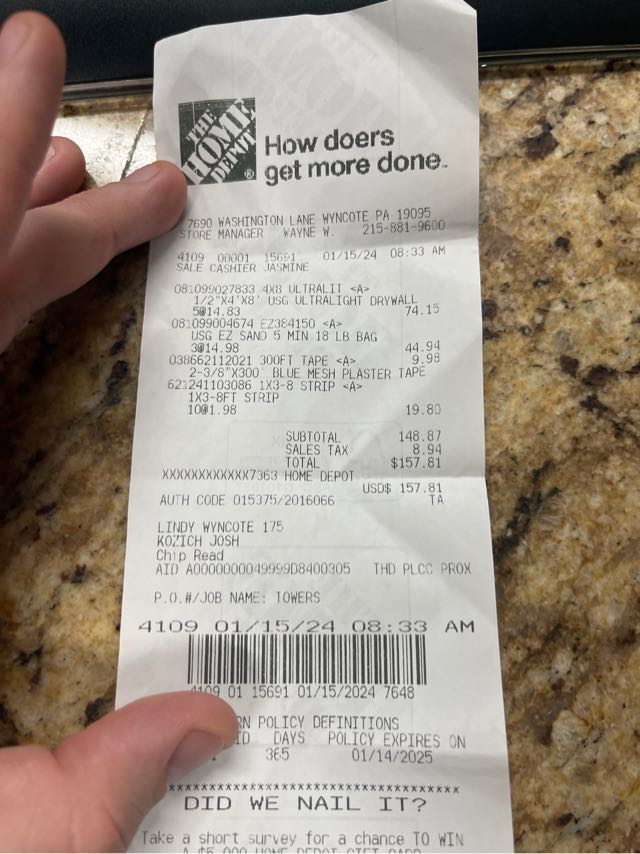 THE
HOME
DEPOT
®
How doers
get more done.
7690 WASHINGTON LANE WYNCOTE PA 19095
STORE MANAGER WAYNE W. 215-881-9600
4109 00001 15691 01/15/24 08:33 AM
SALE CASHIER JASMINE
081099027833 4X8 ULTRALIT <A>
1/2"X4'X8' USG ULTRALIGHT DRYWALL
5@14.83 74.15
081099004674 EZ384150 <A>
USG EZ SAND 5 MIN 18 LB BAG
3@14.98 44.94
038662112021 300FT TAPE <A> 9.98
2-3/8"X300' BLUE MESH PLASTER TAPE
621241103086 1X3-8 STRIP <A>
1X3-8FT STRIP
10@1.98 19.80
SUBTOTAL 148.87
SALES TAX 8.94
TOTAL $157.81
XXXXXXXXXXXX7363 HOME DEPOT
USD$ 157.81
AUTH CODE 015375/2016066 TA
LINDY WYNCOTE 175
KOZICH JOSH
Chip Read
AID A0000000049999D8400305 THD PLCC PROX
P.O.#/JOB NAME: TOWERS
4109 01/15/24 08:33 AM
4109 01 15691 01/15/2024 7648
RN POLICY DEFINITIONS
ID DAYS POLICY EXPIRES ON
1 365 01/14/2025
DID WE NAIL IT?
Take a short survey for a chance TO WIN
A $5,000 HOME DEPOT GIFT CARD